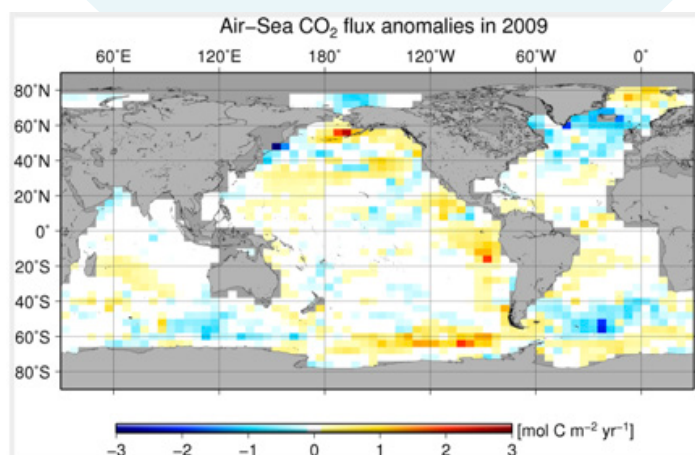 Air–Sea CO₂ flux anomalies in 2009
60˚E 120˚E 180˚ 120˚W 60˚W 0˚
80˚N
60˚N
40˚N
20˚N
0˚
20˚S
40˚S
60˚S
80˚S
[mol C m⁻² yr⁻¹]
−3 −2 −1 0 1 2 3